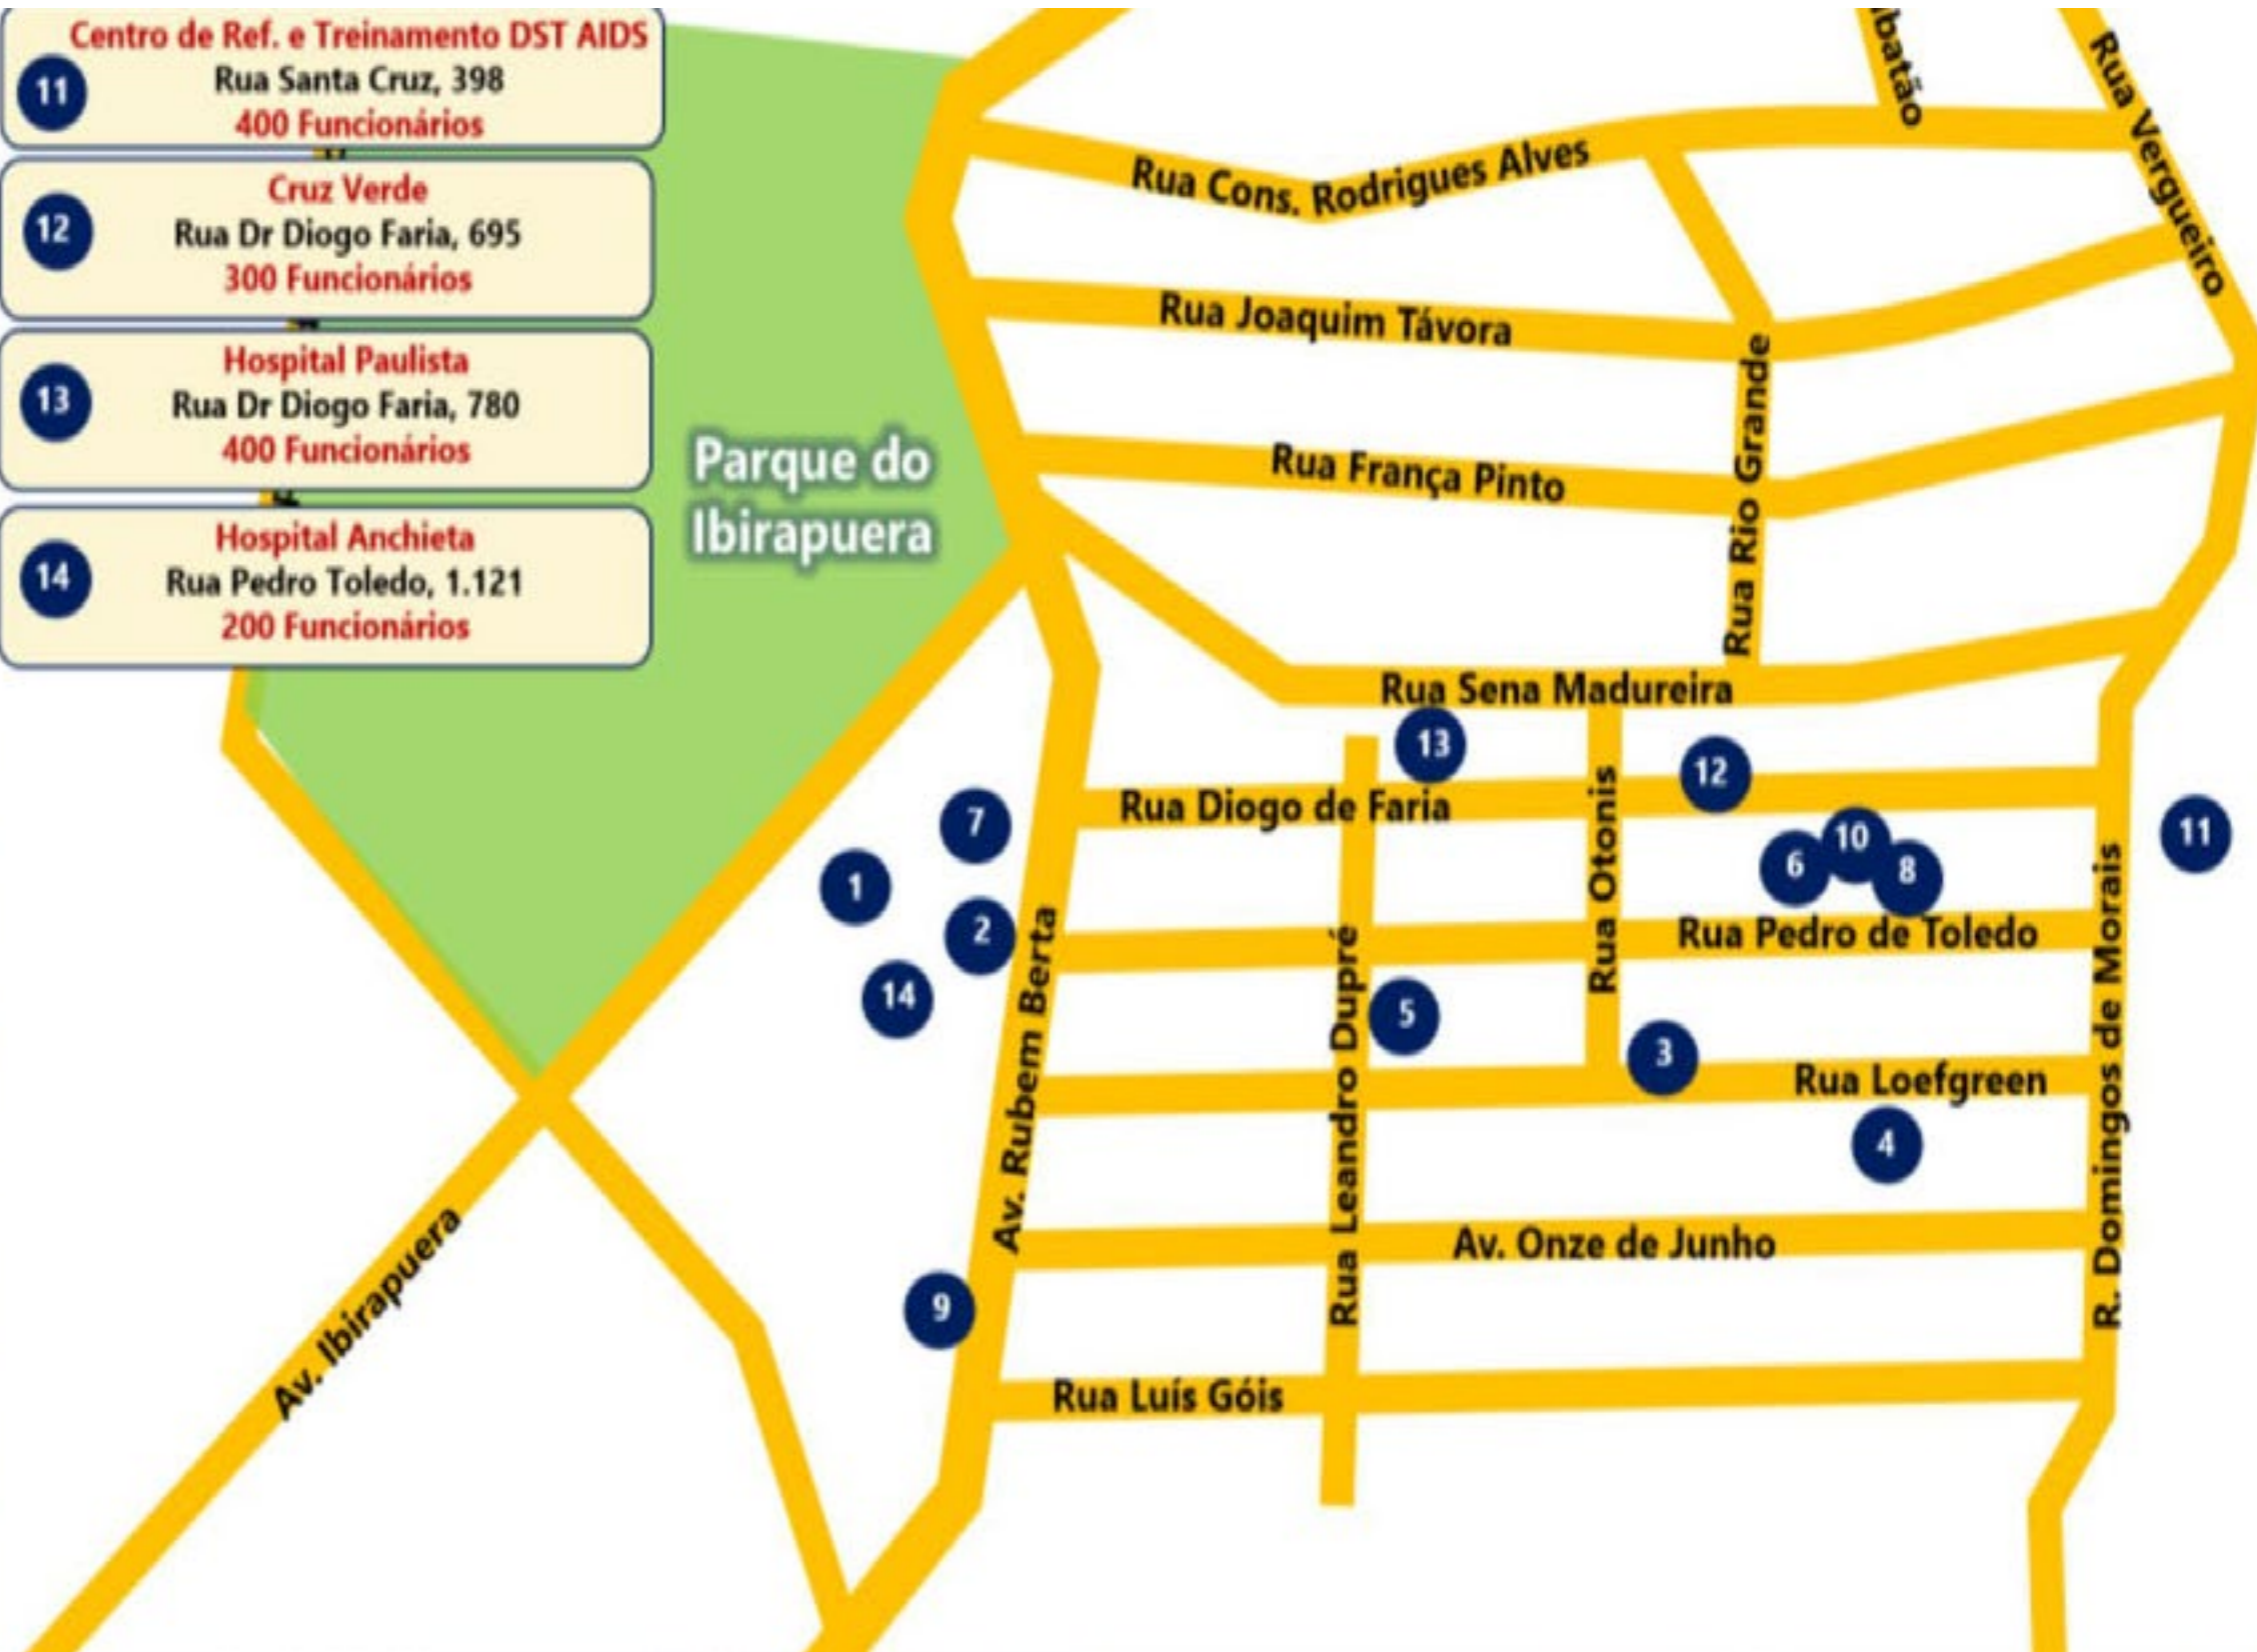 Centro de Ref. e Treinamento DST AIDS
11
Rua Santa Cruz, 398
400 Funcionários
Cruz Verde
12
Rua Dr Diogo Faria, 695
300 Funcionários
Hospital Paulista
13
Rua Dr Diogo Faria, 780
400 Funcionários
Hospital Anchieta
14
Rua Pedro Toledo, 1.121
200 Funcionários
Parque do
Ibirapuera
Rua Vergueiro
Rua Cons. Rodrigues Alves
Rua Joaquim Távora
Rua Rio Grande
Rua França Pinto
Rua Sena Madureira
13
12
Rua Diogo de Faria
7
11
10
6
8
1
Rua Otonis
2
Rua Pedro de Toledo
14
5
3
Rua Loefgreen
Av. Rubem Berta
Rua Leandro Dupré
R. Domingos de Morais
4
Av. Onze de Junho
9
Av. Ibirapuera
Rua Luís Góis